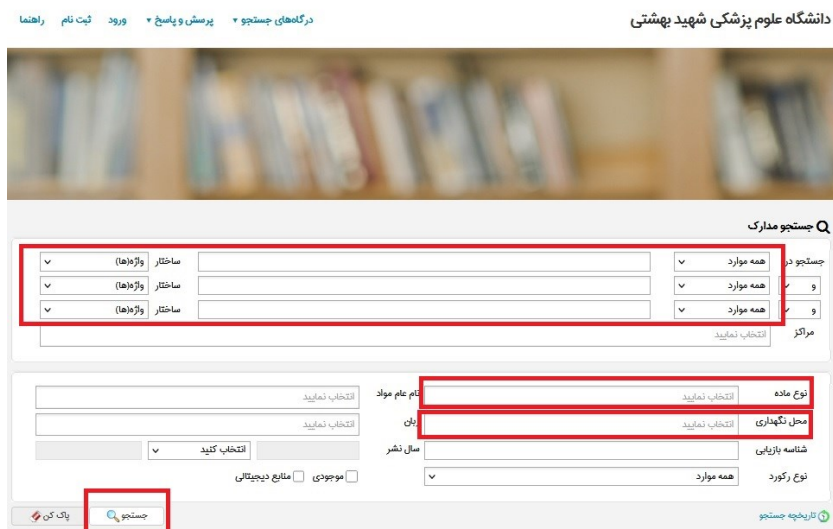 دانشگاه علوم پزشکی شهید بهشتی
درگاه‌های جستجو پرسش و پاسخ ورود ثبت نام راهنما
جستجو مدارک
جستجو در همه موارد ساختار واژه(ها)
و همه موارد ساختار واژه(ها)
و همه موارد ساختار واژه(ها)
مراکز انتخاب نمایید
نوع ماده انتخاب نمایید نام عام مواد انتخاب نمایید
محل نگهداری انتخاب نمایید زبان انتخاب نمایید
شناسه بازیابی سال نشر انتخاب کنید
نوع رکورد همه موارد موجودی منابع دیجیتالی
تاریخچه جستجو جستجو پاک کن